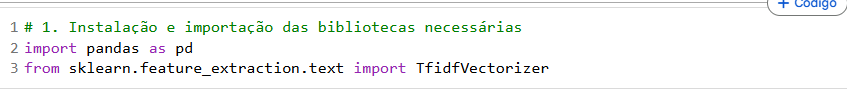 + Código
1 # 1. Instalação e importação das bibliotecas necessárias
2 import pandas as pd
3 from sklearn.feature_extraction.text import TfidfVectorizer